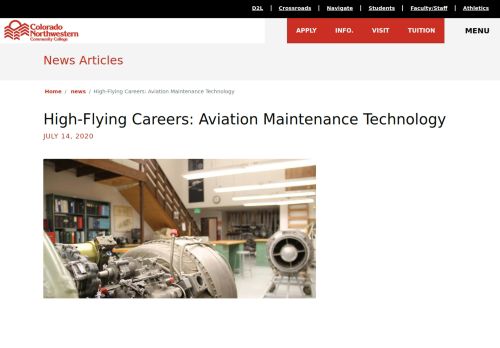 D2L | Crossroads | Navigate | Students | Faculty/Staff | Athletics
Colorado
Northwestern
Community College
APPLY INFO. VISIT TUITION MENU
News Articles
Home / news / High-Flying Careers: Aviation Maintenance Technology
High-Flying Careers: Aviation Maintenance Technology
JULY 14, 2020